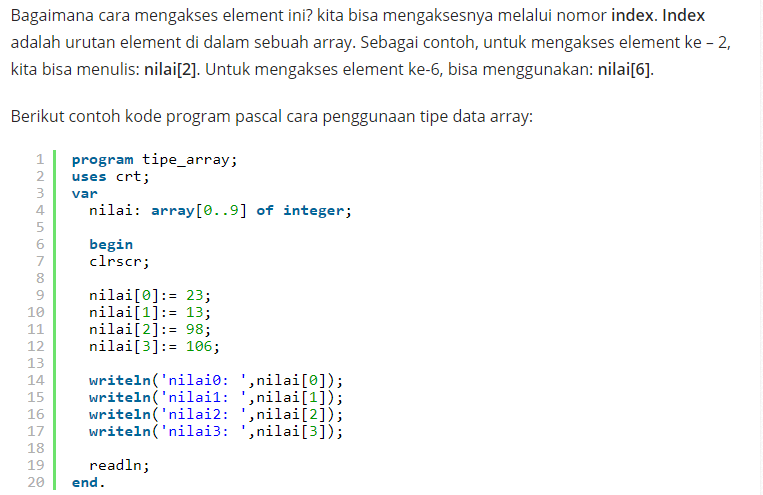 Bagaimana cara mengakses element ini? kita bisa mengaksesnya melalui nomor index. Index
adalah urutan element di dalam sebuah array. Sebagai contoh, untuk mengakses element ke – 2,
kita bisa menulis: nilai[2]. Untuk mengakses element ke-6, bisa menggunakan: nilai[6].
Berikut contoh kode program pascal cara penggunaan tipe data array:
1 program tipe_array;
2 uses crt;
3 var
4 nilai: array[0..9] of integer;
5
6 begin
7 clrscr;
8
9 nilai[0]:= 23;
10 nilai[1]:= 13;
11 nilai[2]:= 98;
12 nilai[3]:= 106;
13
14 writeln('nilai0: ',nilai[0]);
15 writeln('nilai1: ',nilai[1]);
16 writeln('nilai2: ',nilai[2]);
17 writeln('nilai3: ',nilai[3]);
18
19 readln;
20 end.